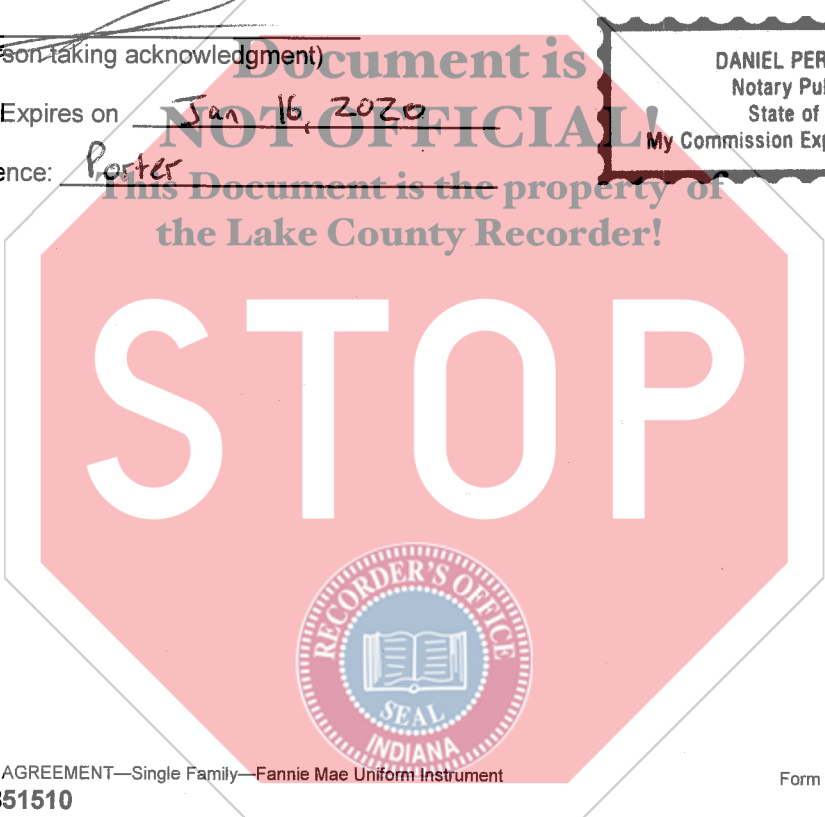 son taking acknowledgment)
Document is
DANIEL PER
Notary Pu
Expires on Jan 16, 2020
NOT OFFICIAL!
State of
My Commission Exp
ence: Porter
This Document is the property of
the Lake County Recorder!
STOP
RECORDER'S OFFICE
SEAL
INDIANA
AGREEMENT—Single Family—Fannie Mae Uniform Instrument
Form
51510